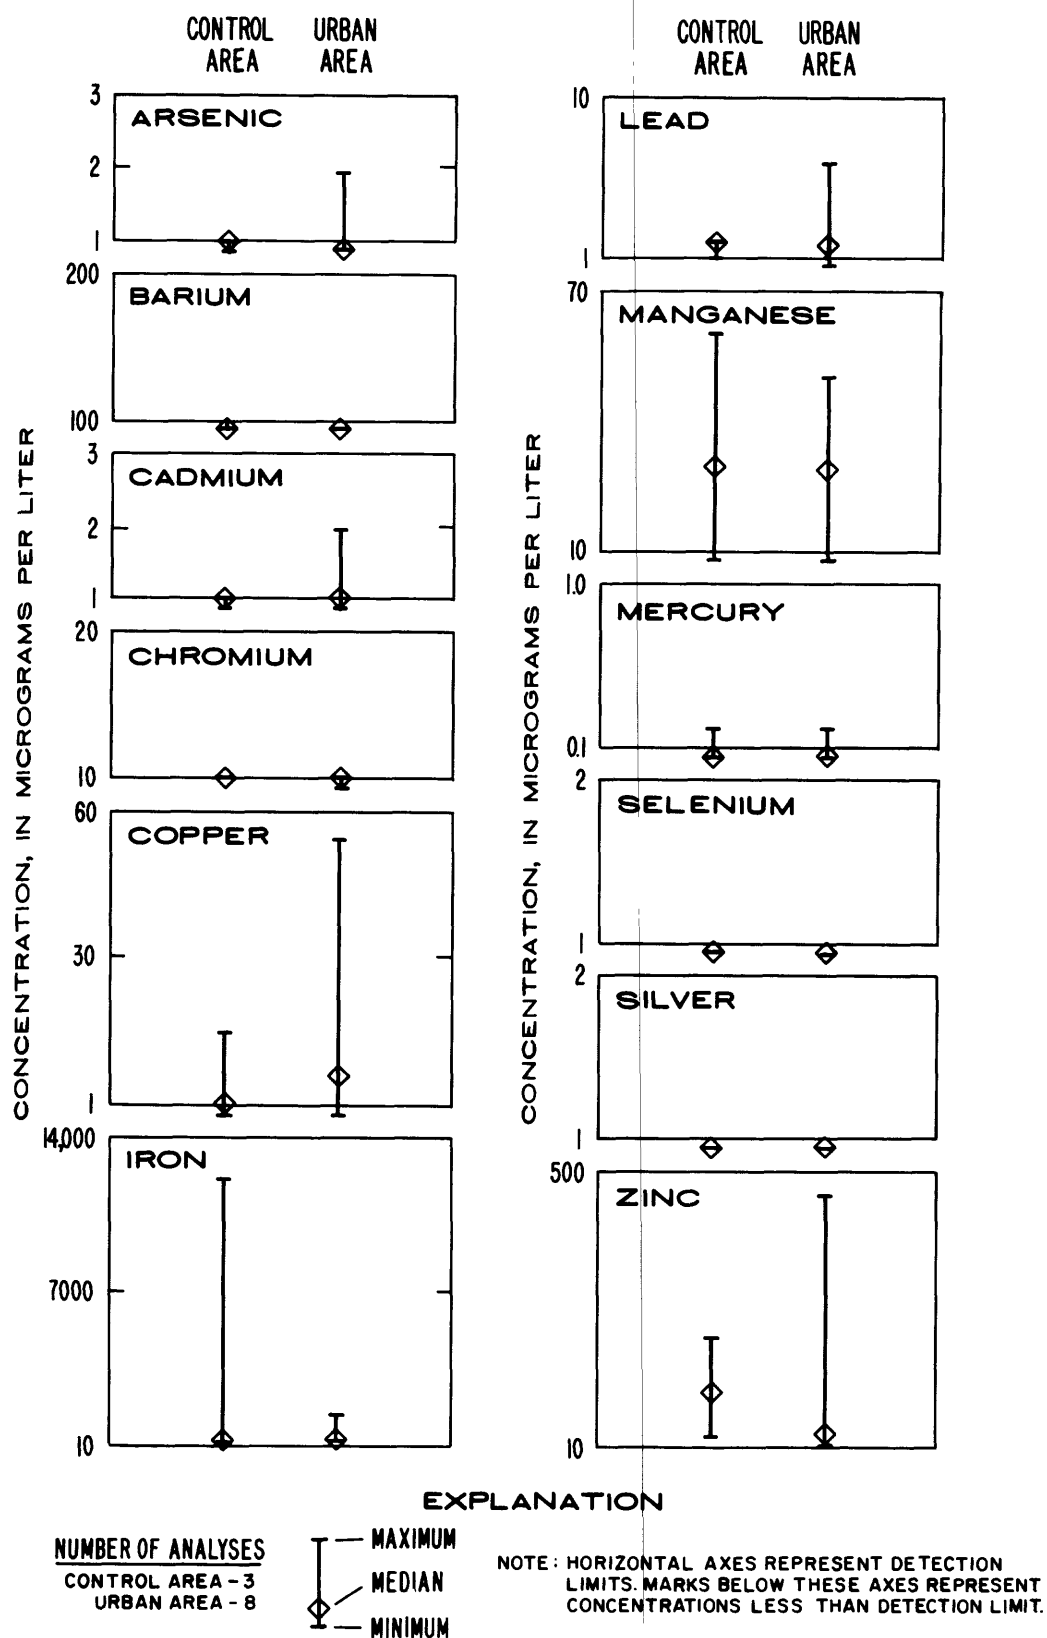 CONTROL AREA
URBAN AREA
3
ARSENIC
2
1
200
BARIUM
100
3
CADMIUM
2
1
20
CHROMIUM
10
60
COPPER
30
1
14,000
IRON
7000
10
CONCENTRATION, IN MICROGRAMS PER LITER
CONTROL AREA
URBAN AREA
10
LEAD
1
70
MANGANESE
10
1.0
MERCURY
0.1
2
SELENIUM
1
2
SILVER
1
500
ZINC
10
CONCENTRATION, IN MICROGRAMS PER LITER
EXPLANATION
NUMBER OF ANALYSES
CONTROL AREA - 3
URBAN AREA - 8
MAXIMUM
MEDIAN
MINIMUM
NOTE: HORIZONTAL AXES REPRESENT DETECTION
LIMITS. MARKS BELOW THESE AXES REPRESENT
CONCENTRATIONS LESS THAN DETECTION LIMIT.